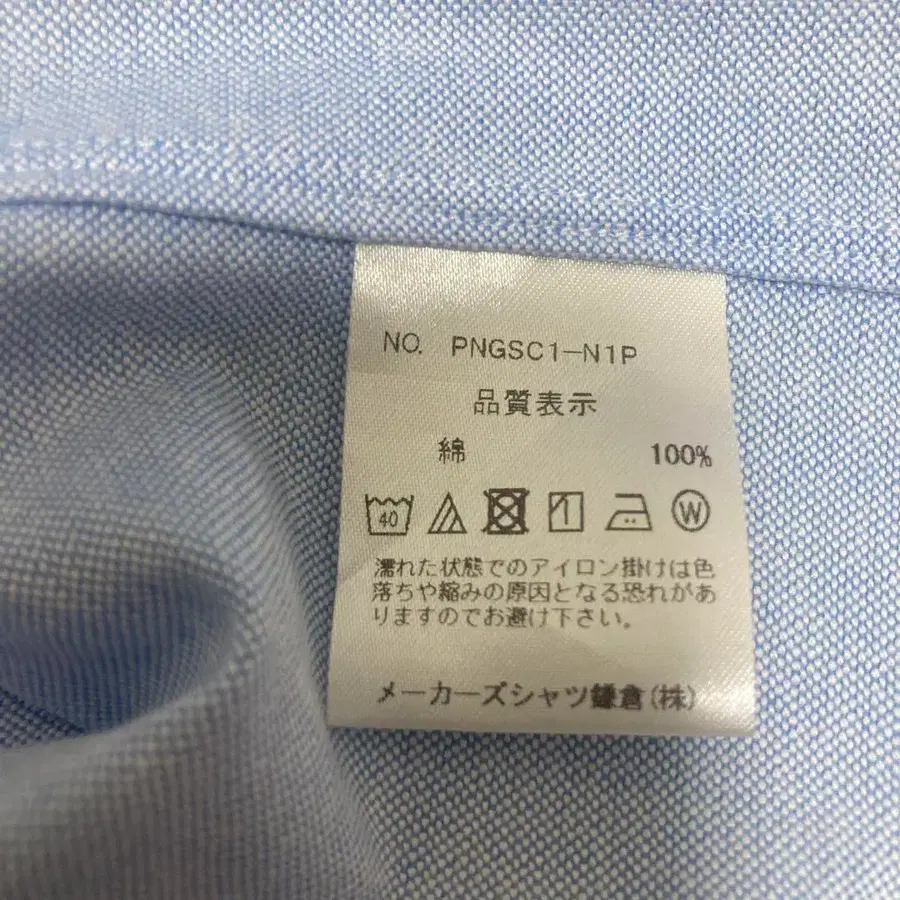 NO. PNGSC1-N1P
品質表示
綿 100%
40 W
濡れた状態でのアイロン掛けは色
落ちや縮みの原因となる恐れがあ
りますのでお避け下さい。
メーカーズシャツ鎌倉(株)